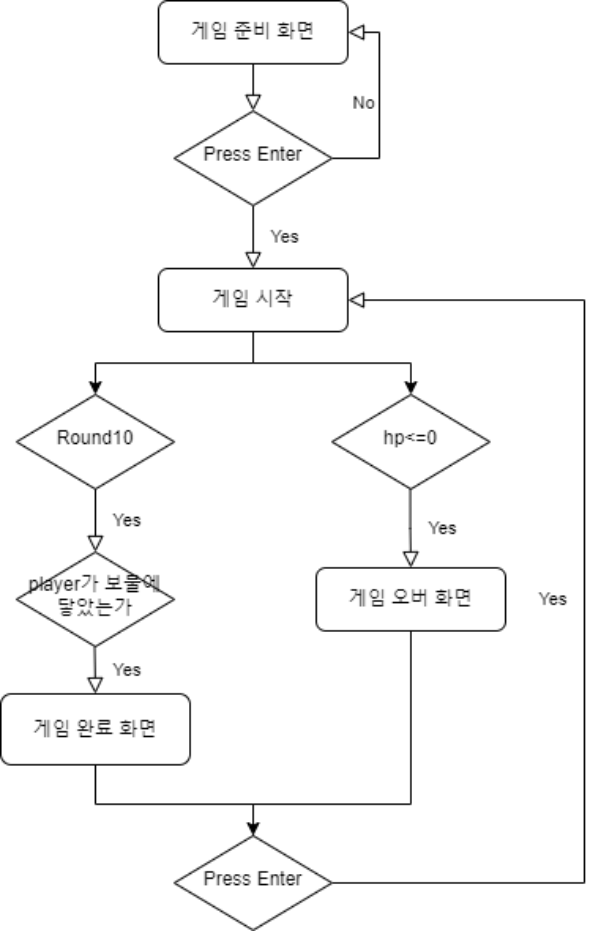 게임 준비 화면
No
Press Enter
Yes
게임 시작
Round10
hp<=0
Yes
Yes
player가 보물에
닿았는가
게임 오버 화면
Yes
Yes
게임 완료 화면
Press Enter